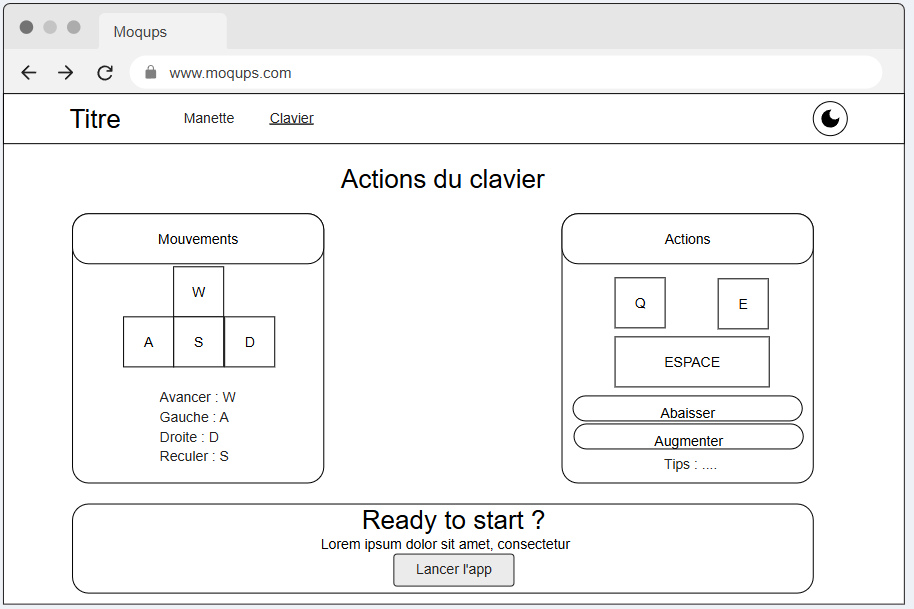 Moqups
www.moqups.com
Titre Manette Clavier
Actions du clavier
Mouvements
W
A S D
Avancer : W
Gauche : A
Droite : D
Reculer : S
Actions
Q E
ESPACE
Abaisser
Augmenter
Tips : ....
Ready to start ?
Lorem ipsum dolor sit amet, consectetur
Lancer l'app